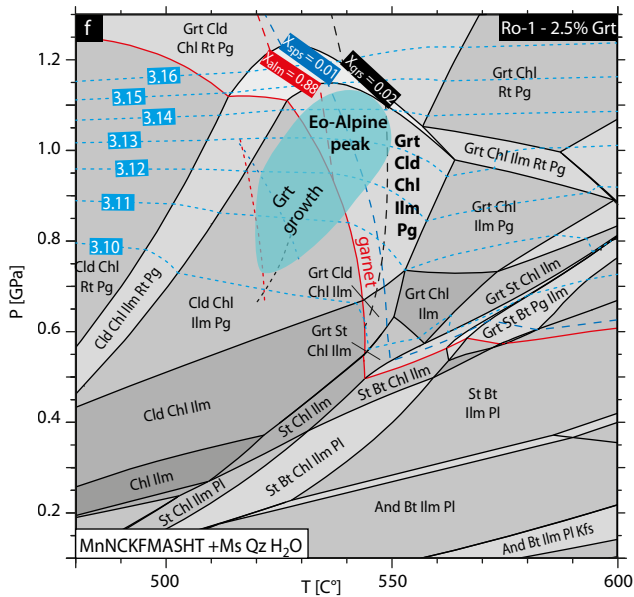 f
Ro-1 - 2.5% Grt
Grt Cld
Chl Rt Pg
Xsps = 0.01
Xalm = 0.88
Xgrs = 0.02
Grt Chl
Rt Pg
3.16
3.15
3.14
3.13
3.12
3.11
3.10
Eo-Alpine
peak
Grt
Cld
Chl
Ilm
Pg
Grt Chl Ilm Rt Pg
Grt
growth
Grt Chl
Ilm Pg
garnet
Cld Chl
Rt Pg
Cld Chl Ilm Rt Pg
Cld Chl
Ilm Pg
Grt Cld
Chl Ilm
Grt Chl
Ilm
Grt St Chl Ilm
Grt St Bt Pg Ilm
Grt St
Chl Ilm
Cld Chl Ilm
St Chl Ilm
St Bt Chl Ilm
St Bt
Ilm Pl
Chl Ilm
St Chl Ilm Pl
St Bt Chl Ilm Pl
And Bt Ilm Pl
And Bt Ilm Pl Kfs
MnNCKFMASHT +Ms Qz H₂O
P [GPa]
1.2
1.0
0.8
0.6
0.4
0.2
500
550
600
T [C°]